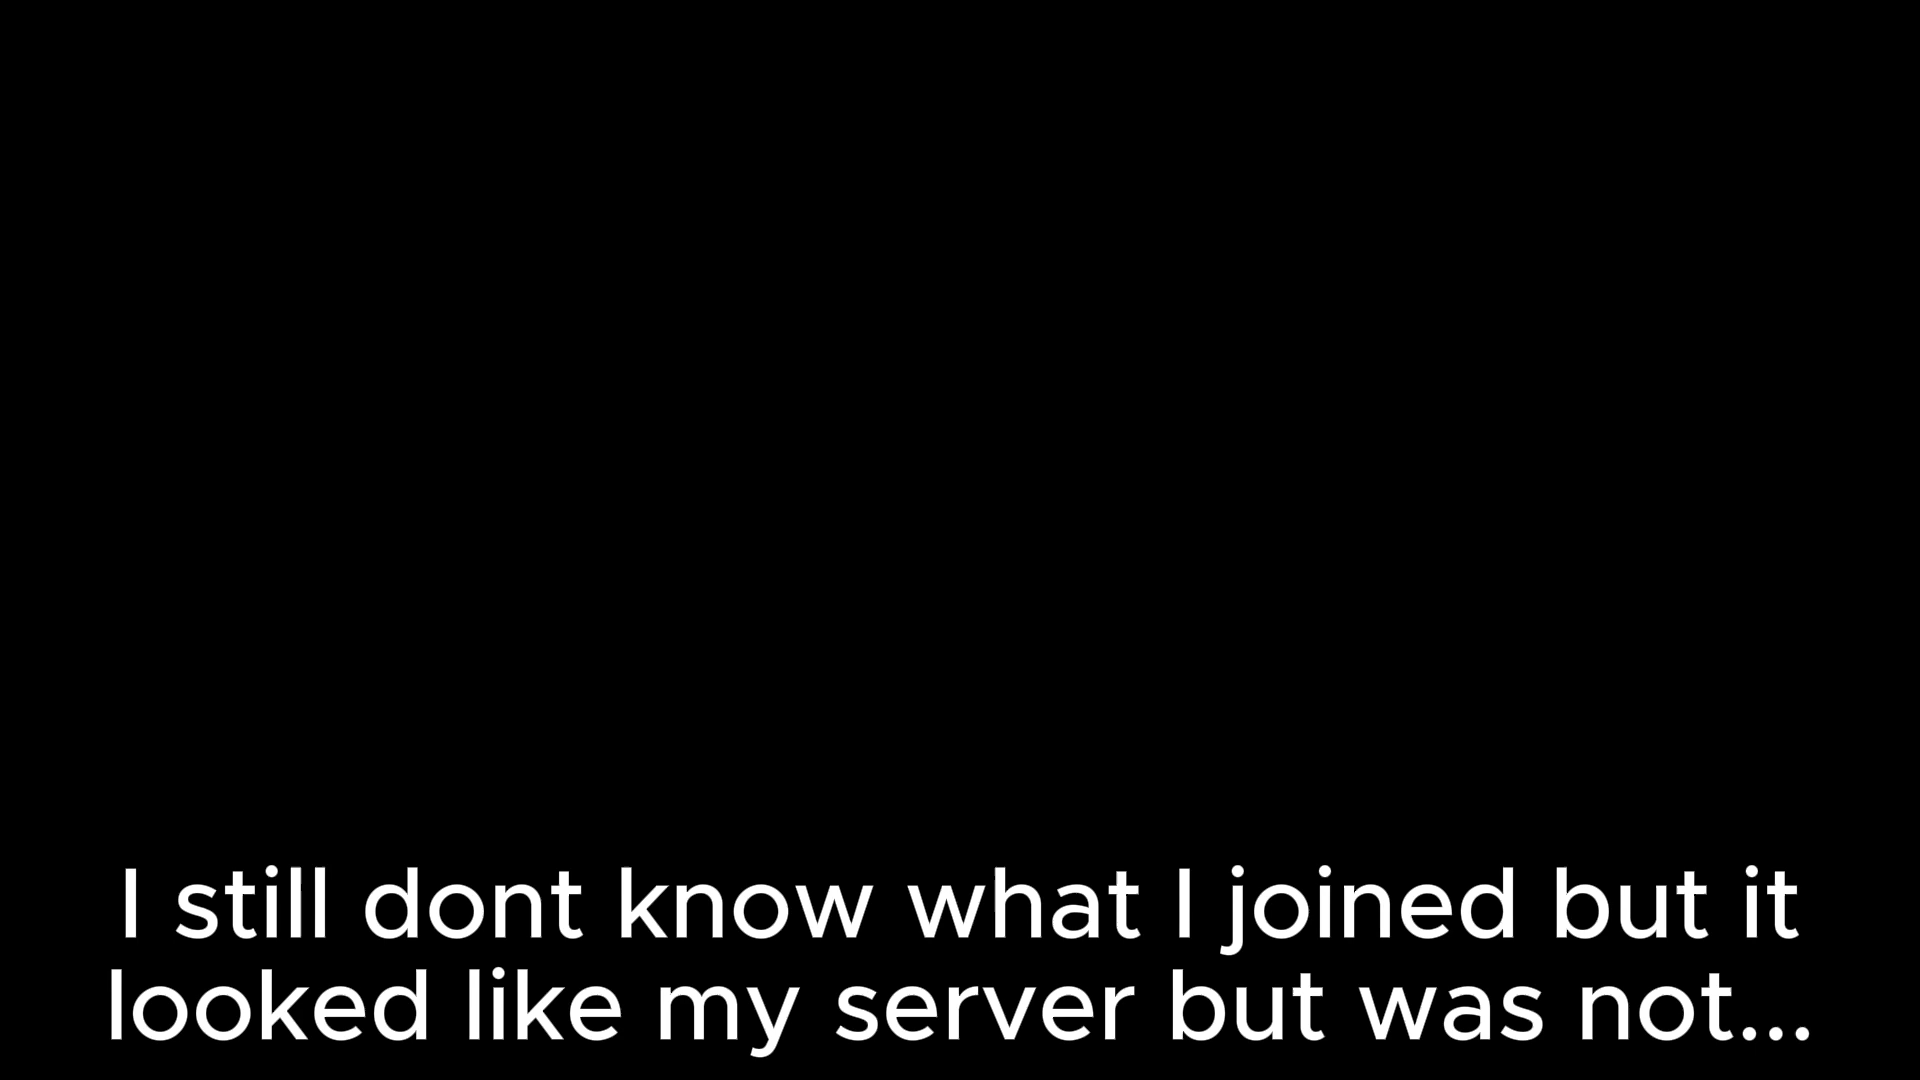 I still dont know what I joined but it
looked like my server but was not...